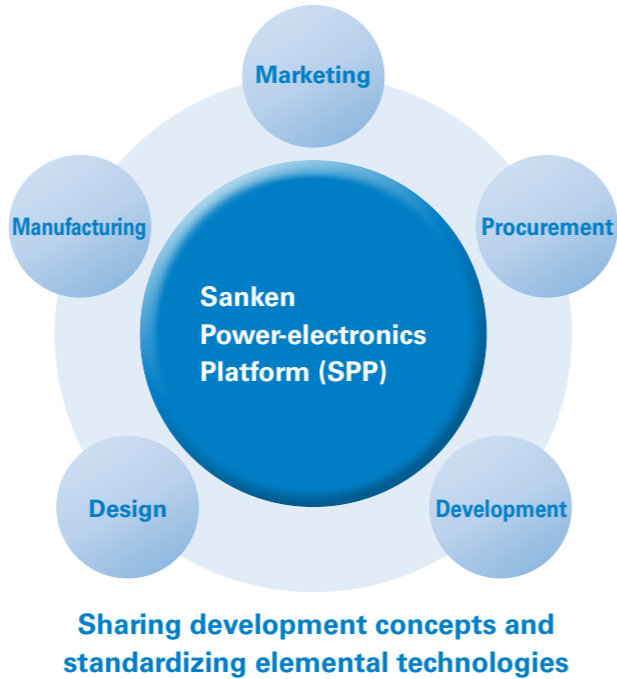 Marketing
Manufacturing
Procurement
Sanken
Power-electronics
Platform (SPP)
Design
Development
Sharing development concepts and
standardizing elemental technologies